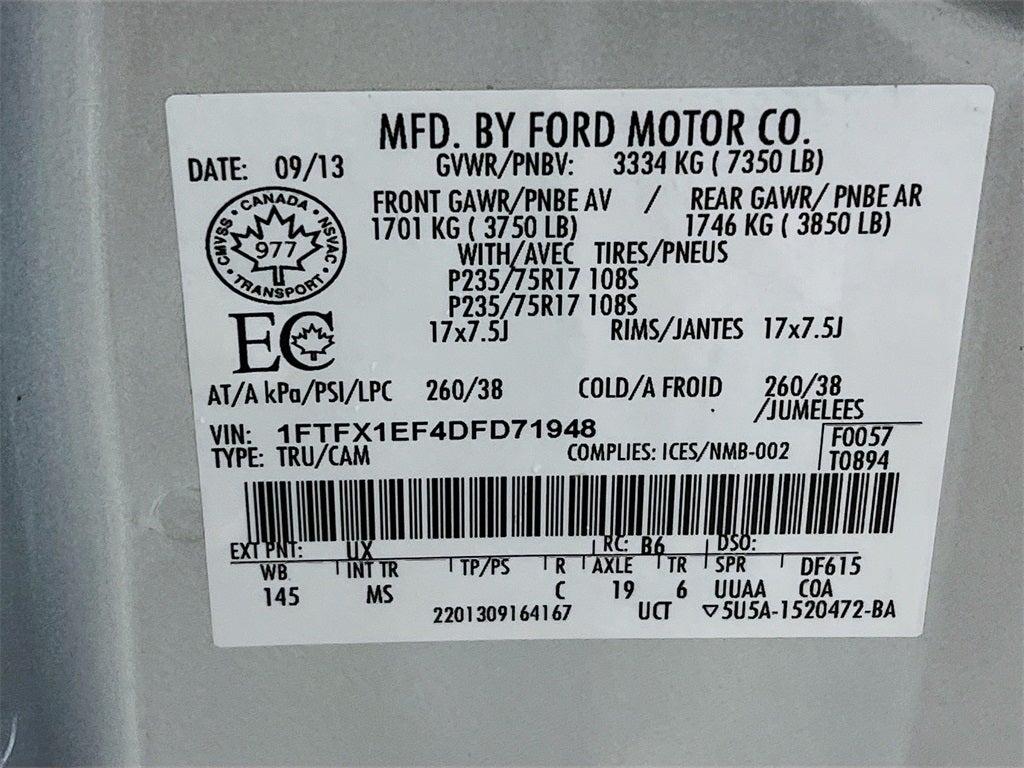 MFD. BY FORD MOTOR CO.
DATE: 09/13 GVWR/PNBV: 3334 KG ( 7350 LB)
FRONT GAWR/PNBE AV / REAR GAWR/ PNBE AR
1701 KG ( 3750 LB) 1746 KG ( 3850 LB)
WITH/AVEC TIRES/PNEUS
P235/75R17 108S
P235/75R17 108S
17x7.5J RIMS/JANTES 17x7.5J
CMVSS • CANADA • NSVAC • TRANSPORT •
977
EC
AT/A kPa/PSI/LPC 260/38 COLD/A FROID 260/38
/JUMELEES
VIN: 1FTFX1EF4DFD71948 F0057
TYPE: TRU/CAM COMPLIES: ICES/NMB-002 T0894
EXT PNT: UX RC: B6 DSO:
WB INT TR TP/PS R AXLE TR SPR DF615
145 MS C 19 6 UUAA COA
2201309164167 UCT ▽5U5A-1520472-BA